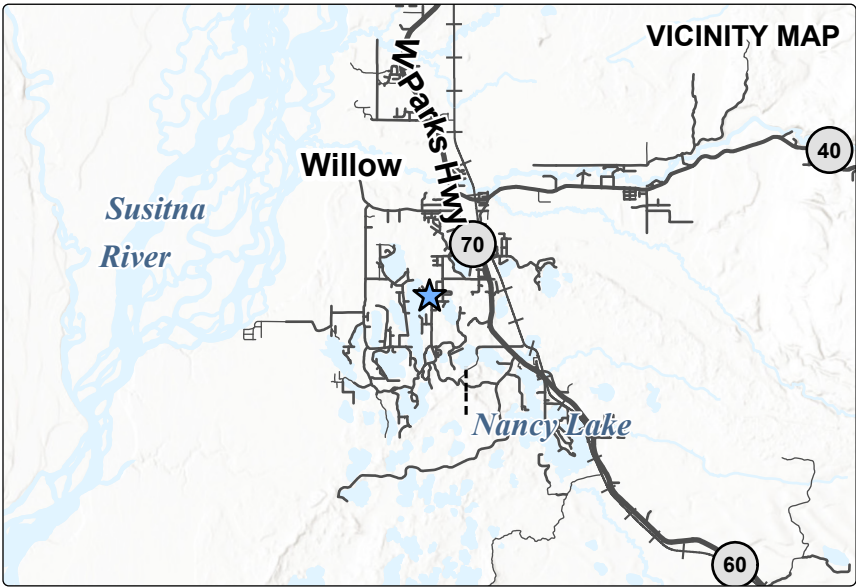 VICINITY MAP
W Parks Hwy
40
Willow
Susitna
River
70
Nancy Lake
60